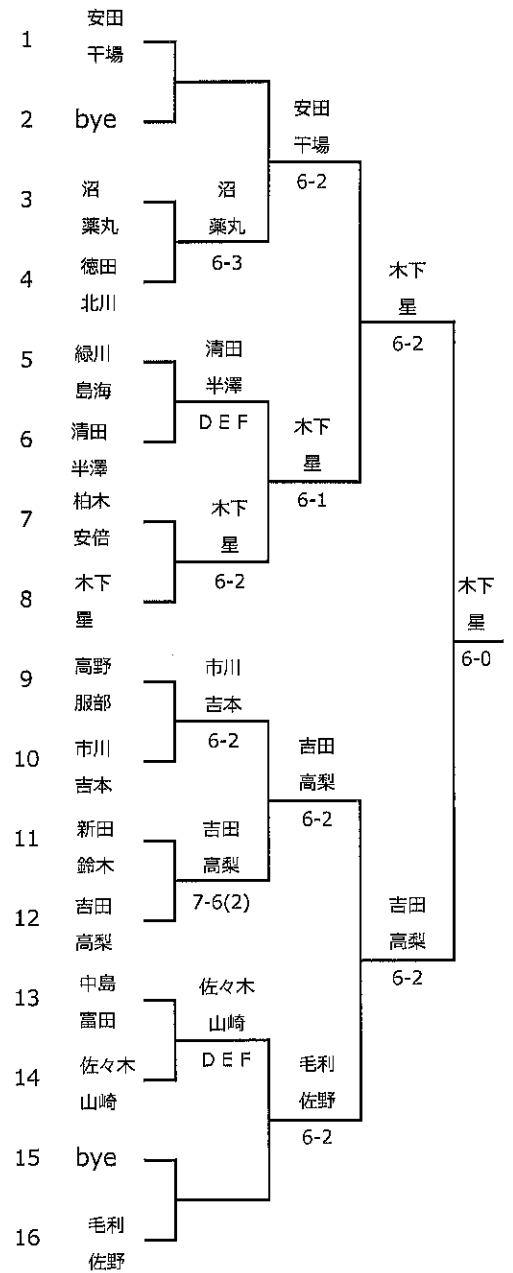 1
安田
干場
2
bye
3
沼
薬丸
4
徳田
北川
5
緑川
鳥海
6
清田
半澤
7
柏木
安倍
8
木下
星
9
高野
服部
10
市川
吉本
11
新田
鈴木
12
吉田
高梨
13
中島
富田
14
佐々木
山崎
15
bye
16
毛利
佐野
沼
薬丸
6-3
清田
半澤
DEF
木下
星
6-2
市川
吉本
6-2
吉田
高梨
7-6(2)
佐々木
山崎
DEF
安田
干場
6-2
木下
星
6-1
吉田
高梨
6-2
毛利
佐野
6-2
木下
星
6-2
吉田
高梨
6-2
木下
星
6-0